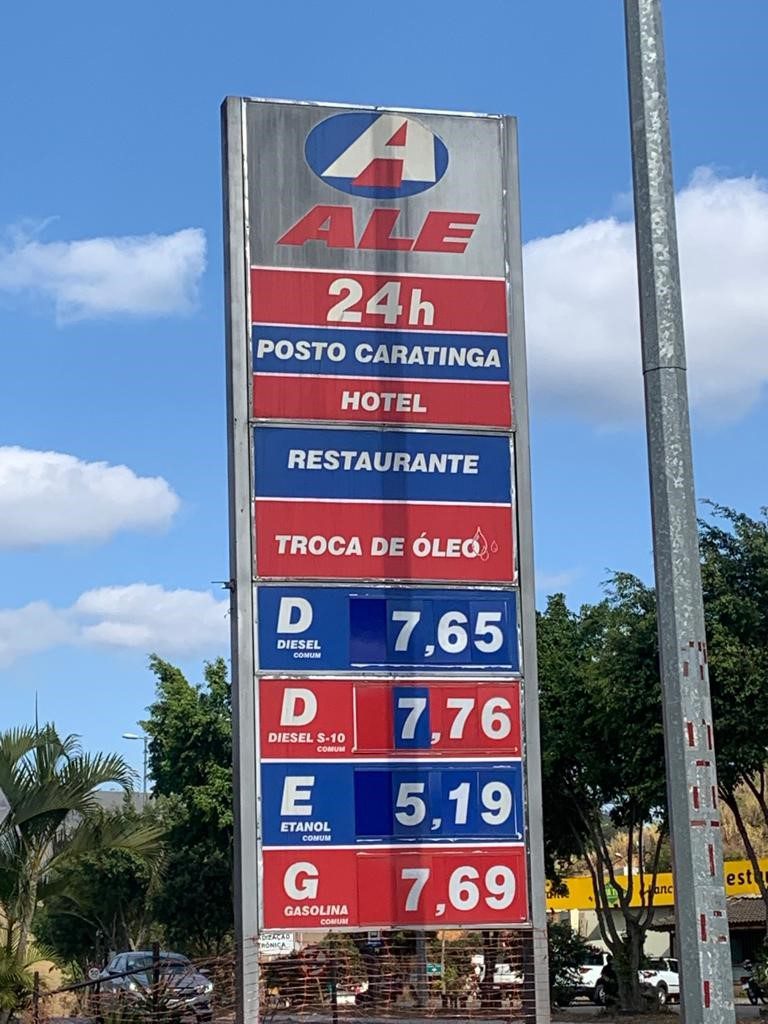 A
ALE
24h
POSTO CARATINGA
HOTEL
RESTAURANTE
TROCA DE ÓLEO
D 7,65
DIESEL
COMUM
D 7,76
DIESEL S-10
COMUM
E 5,19
ETANOL
COMUM
G 7,69
GASOLINA
COMUM